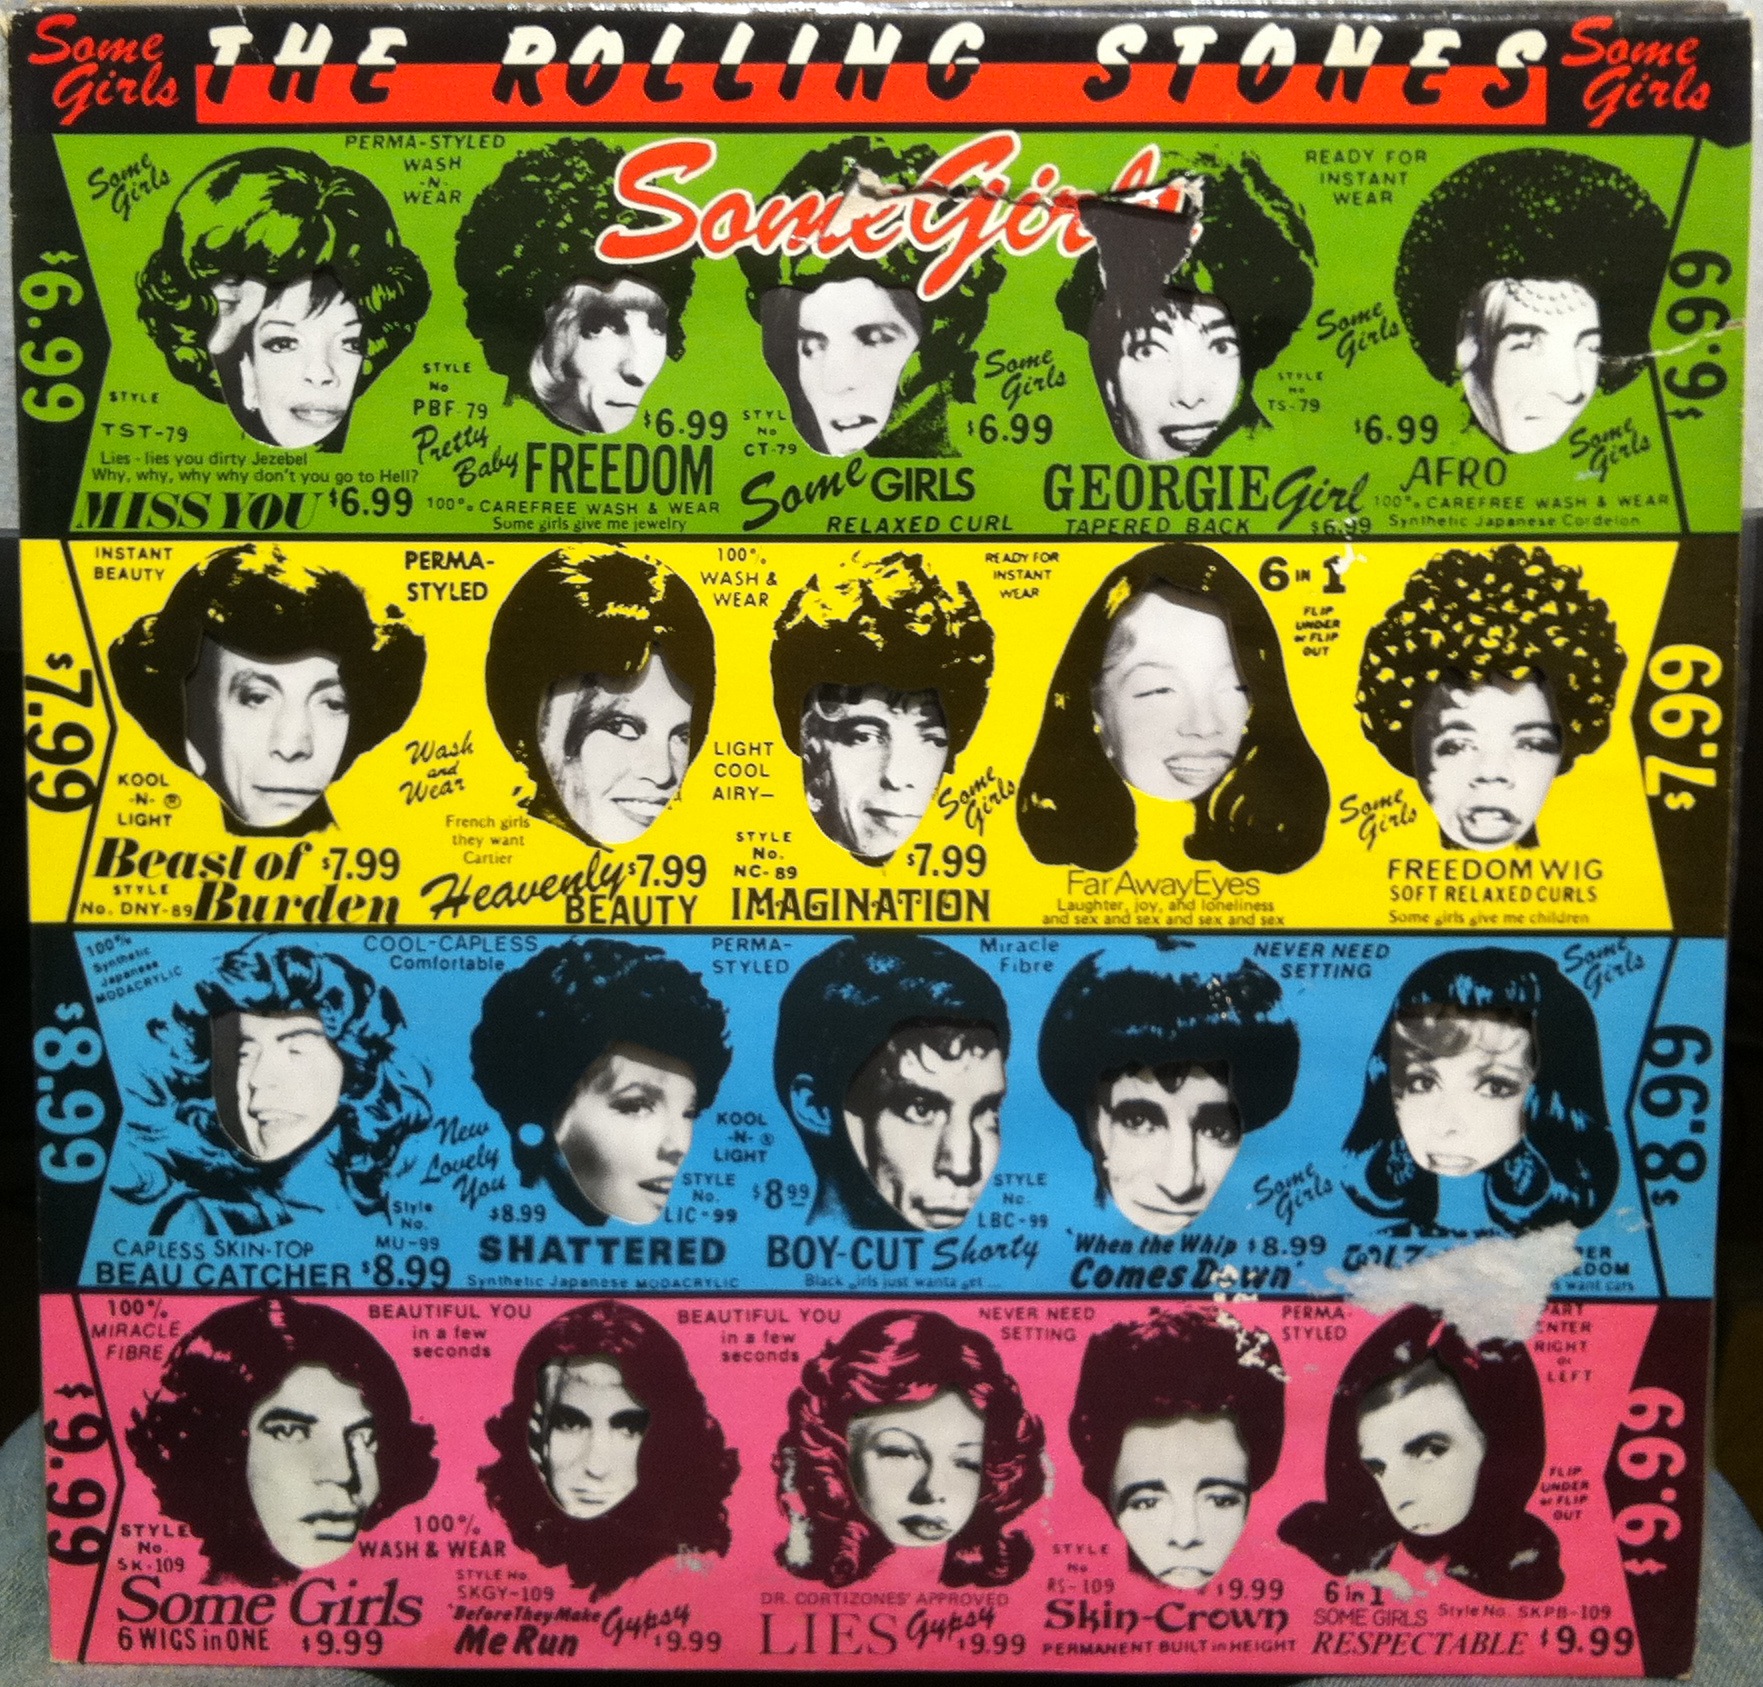 Some Girls
THE ROLLING STONES
Some Girls
Some Girls
$6.99
Some Girls
PERMA-STYLED
WASH
-N-
WEAR
READY FOR
INSTANT
WEAR
$6.99
STYLE
TST-79
Lies - lies you dirty Jezebel
Why, why, why why don't you go to Hell?
MISS YOU $6.99
STYLE
No
PBF-79
Pretty
Baby FREEDOM
$6.99
100% CAREFREE WASH & WEAR
Some girls give me jewelry
STYL
No
CT-79
Some GIRLS
RELAXED CURL
$6.99
Some
Girls
GEORGIE Girl
TAPERED BACK $6.99
STYLE
No
TS-79
Some
Girls
$6.99
AFRO
Some
Girls
100% CAREFREE WASH & WEAR
Synthetic Japanese Cordelon
$7.99
INSTANT
BEAUTY
PERMA-
STYLED
100%
WASH &
WEAR
READY FOR
INSTANT
WEAR
6 IN 1
FLIP
UNDER
or FLIP
OUT
$7.99
KOOL
-N- ®
LIGHT
Beast of $7.99
STYLE
No. DNY-89 Burden
Wash
and
Wear
French girls
they want
Cartier
Heavenly $7.99
BEAUTY
LIGHT
COOL
AIRY—
STYLE
No.
NC-89
$7.99
IMAGINATION
Some
Girls
Far Away Eyes
Laughter, joy, and loneliness
and sex and sex and sex and sex
Some
Girls
FREEDOM WIG
SOFT RELAXED CURLS
Some girls give me children
$8.99
100%
Synthetic
Japanese
MODACRYLIC
COOL-CAPLESS
Comfortable
PERMA-
STYLED
Miracle
Fibre
NEVER NEED
SETTING
Some
Girls
$8.99
CAPLESS SKIN-TOP
BEAU CATCHER $8.99
Style
No.
MU-99
New
Lovely
You
$8.99
STYLE
No.
LIC-99
SHATTERED
Synthetic Japanese MODACRYLIC
KOOL
-N- ®
LIGHT
$8.99
BOY-CUT Shorty
Black girls just wanta get ...
STYLE
No.
LBC-99
"When the Whip $8.99
Comes Down"
Some
Girls
want cars
$9.99
100%
MIRACLE
FIBRE
BEAUTIFUL YOU
in a few
seconds
BEAUTIFUL YOU
in a few
seconds
NEVER NEED
SETTING
PERMA-
STYLED
RIGHT
or
LEFT
$9.99
STYLE
No.
SK-109
Some Girls
6 WIGS in ONE $9.99
100%
WASH & WEAR
STYLE No.
SKGY-109
"Before They Make Gypsy
Me Run $9.99
DR. CORTIZONES' APPROVED
LIES Gypsy
$9.99
STYLE
No
RS-109
$9.99
Skin-Crown
PERMANENT BUILT in HEIGHT
FLIP
UNDER
or FLIP
OUT
6 in 1
SOME GIRLS Style No. SKPB-109
RESPECTABLE $9.99